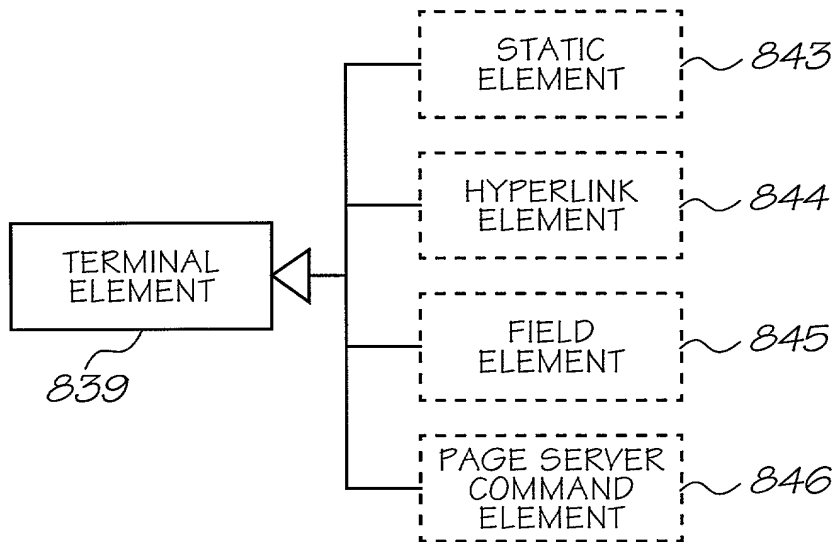 STATIC
ELEMENT
843
HYPERLINK
ELEMENT
844
TERMINAL
ELEMENT
839
FIELD
ELEMENT
845
PAGE SERVER
COMMAND
ELEMENT
846